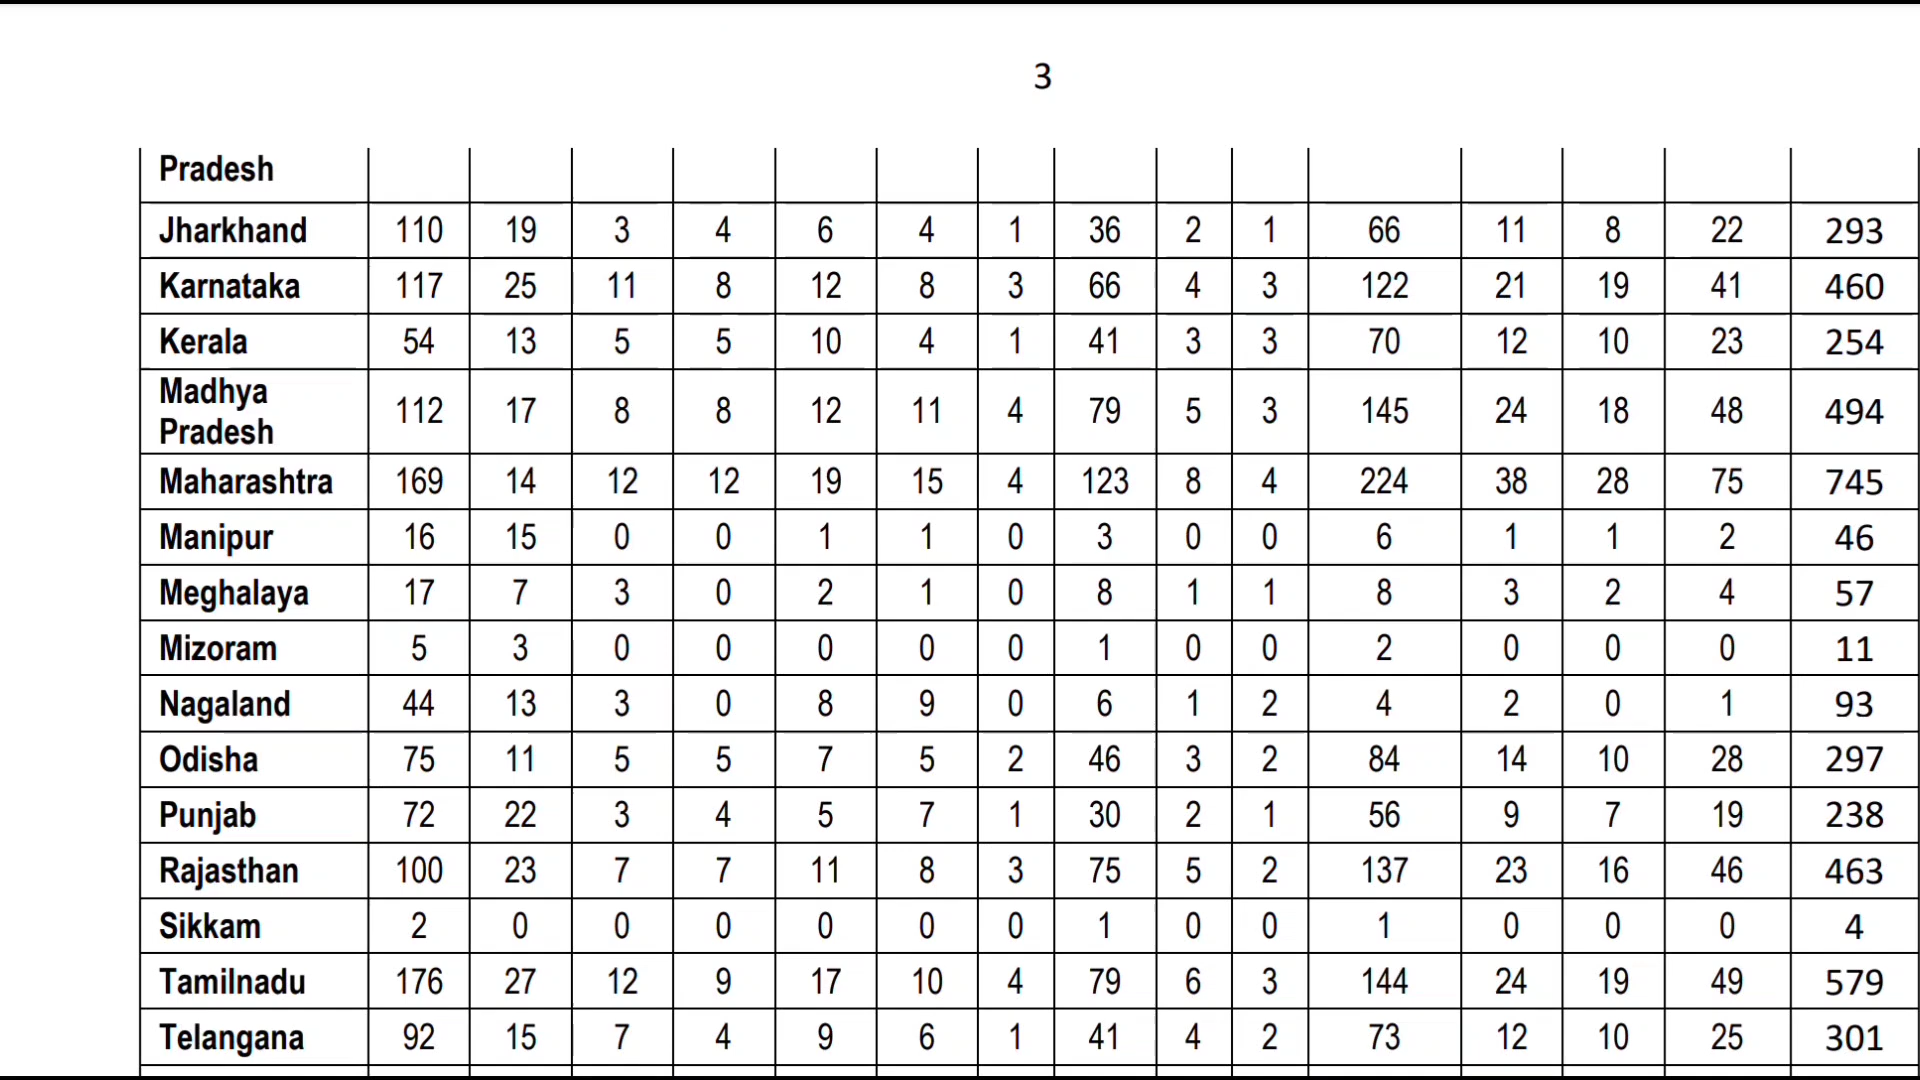 3
Pradesh
Jharkhand 110 19 3 4 6 4 1 36 2 1 66 11 8 22 293
Karnataka 117 25 11 8 12 8 3 66 4 3 122 21 19 41 460
Kerala 54 13 5 5 10 4 1 41 3 3 70 12 10 23 254
Madhya
Pradesh 112 17 8 8 12 11 4 79 5 3 145 24 18 48 494
Maharashtra 169 14 12 12 19 15 4 123 8 4 224 38 28 75 745
Manipur 16 15 0 0 1 1 0 3 0 0 6 1 1 2 46
Meghalaya 17 7 3 0 2 1 0 8 1 1 8 3 2 4 57
Mizoram 5 3 0 0 0 0 0 1 0 0 2 0 0 0 11
Nagaland 44 13 3 0 8 9 0 6 1 2 4 2 0 1 93
Odisha 75 11 5 5 7 5 2 46 3 2 84 14 10 28 297
Punjab 72 22 3 4 5 7 1 30 2 1 56 9 7 19 238
Rajasthan 100 23 7 7 11 8 3 75 5 2 137 23 16 46 463
Sikkam 2 0 0 0 0 0 0 1 0 0 1 0 0 0 4
Tamilnadu 176 27 12 9 17 10 4 79 6 3 144 24 19 49 579
Telangana 92 15 7 4 9 6 1 41 4 2 73 12 10 25 301